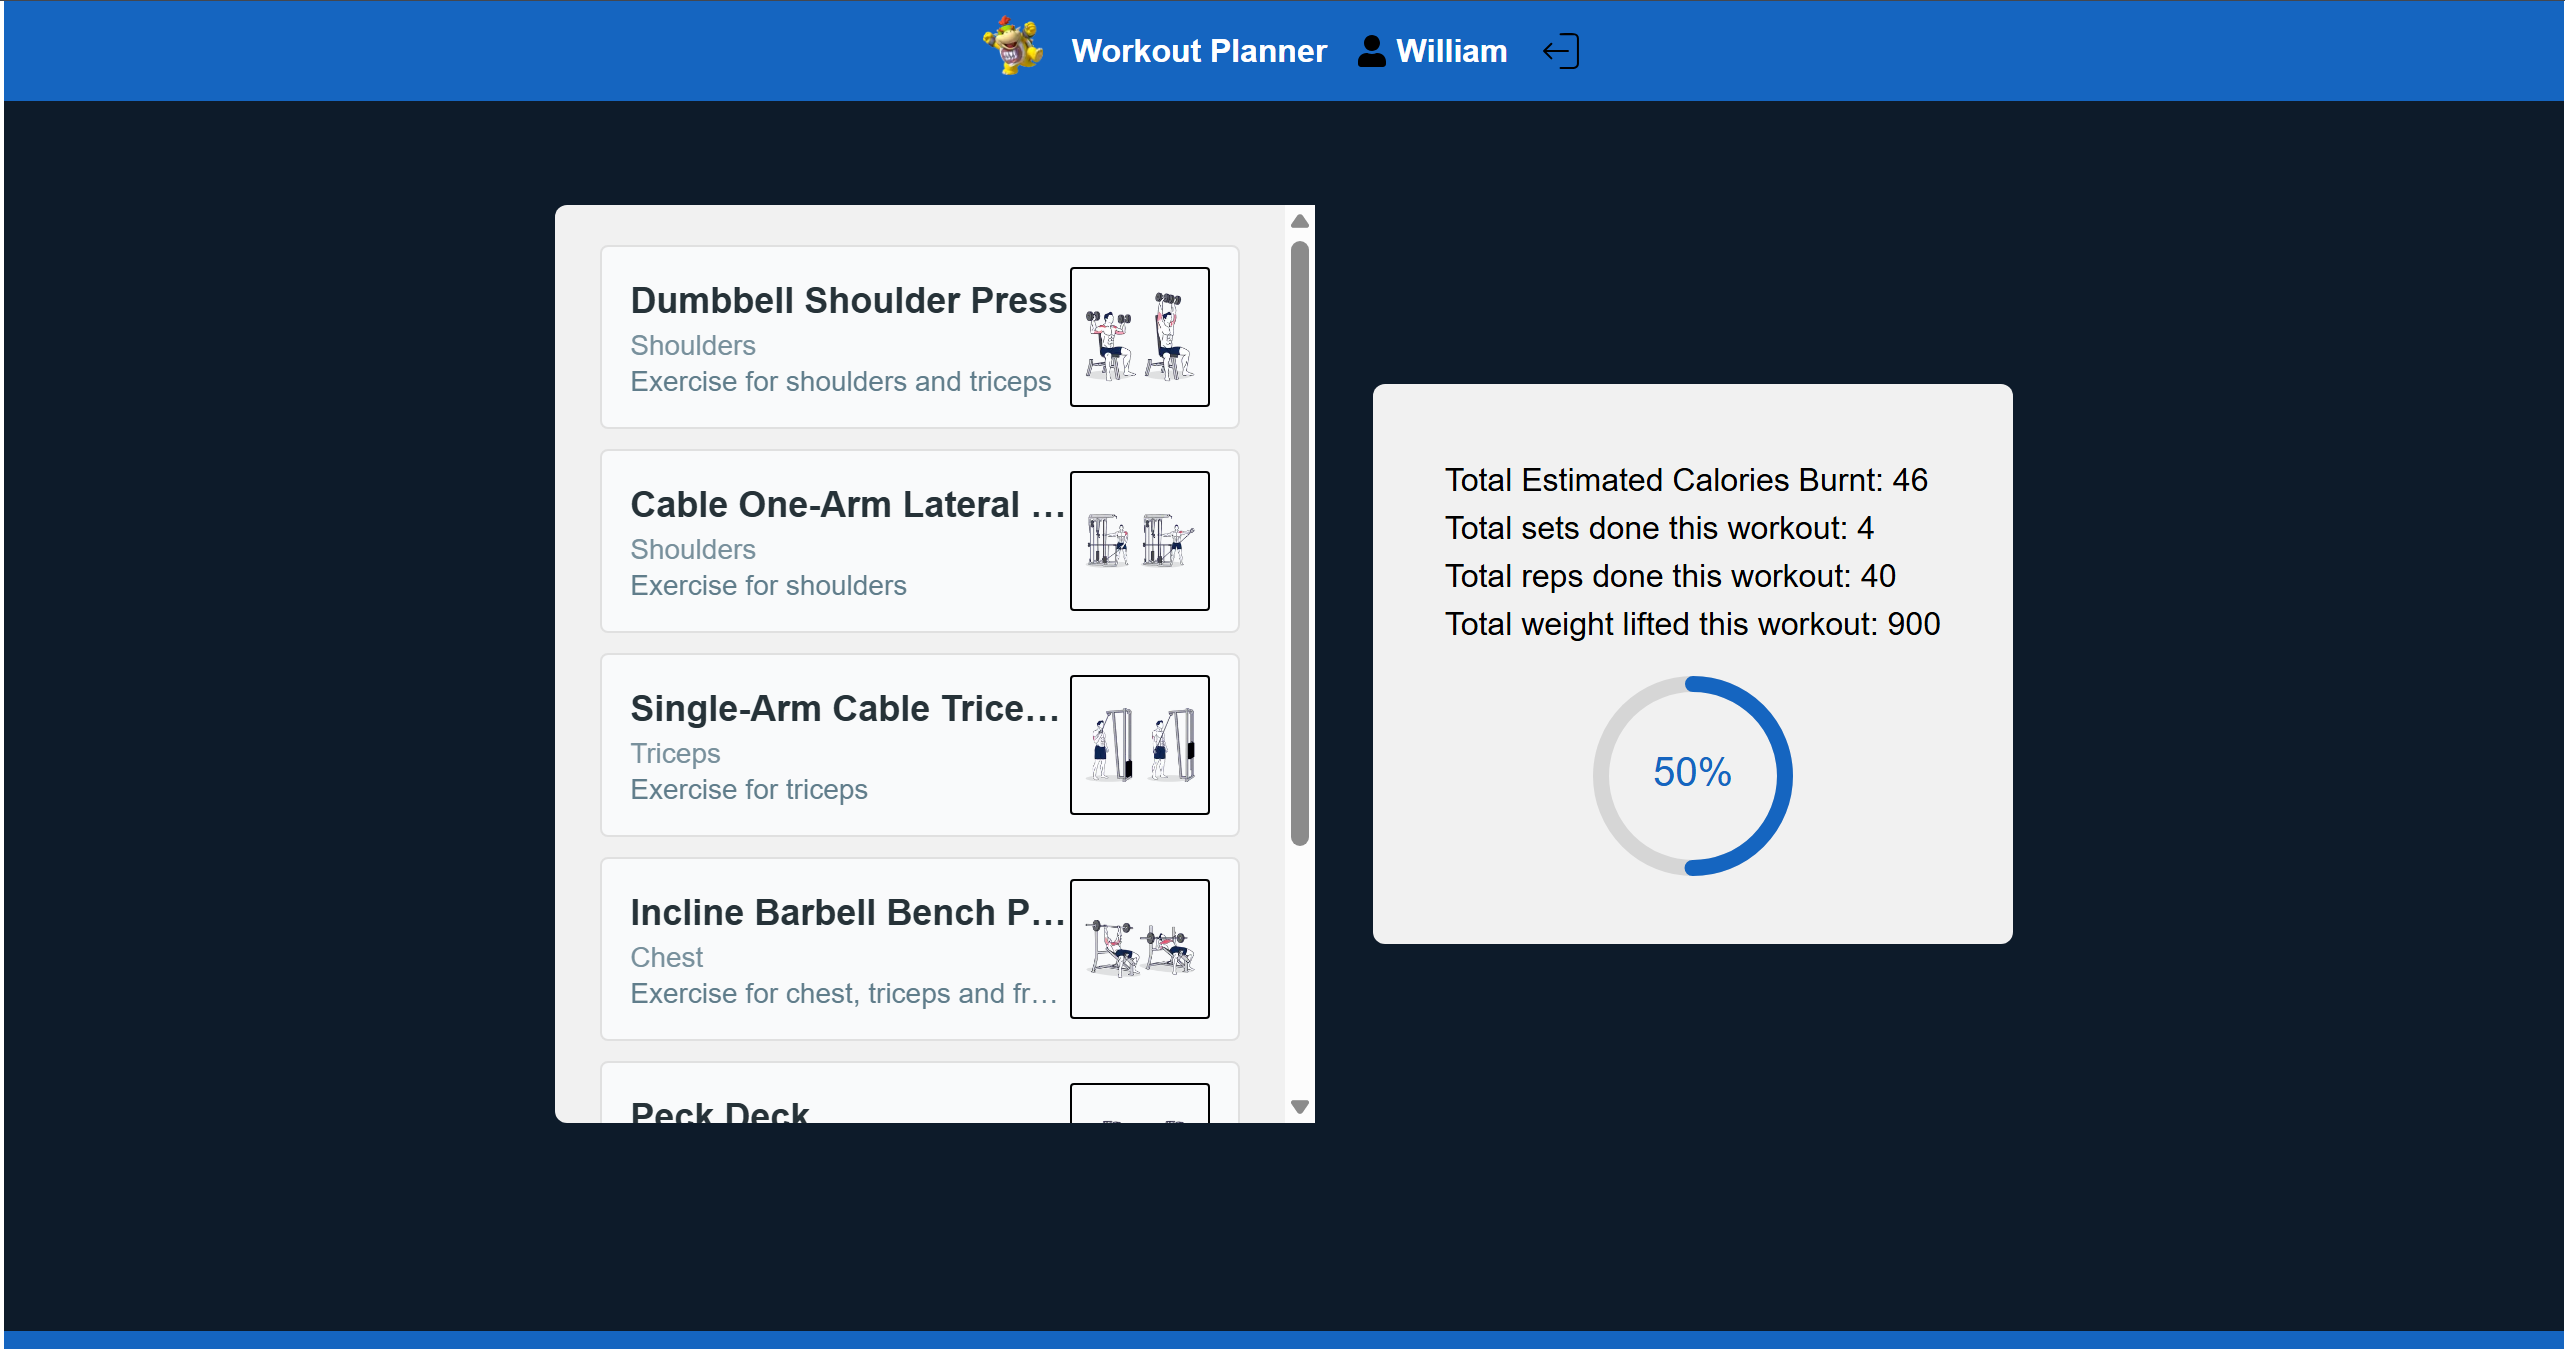 Workout Planner
William
Dumbbell Shoulder Press
Shoulders
Exercise for shoulders and triceps
Cable One-Arm Lateral ...
Shoulders
Exercise for shoulders
Single-Arm Cable Trice...
Triceps
Exercise for triceps
Incline Barbell Bench P...
Chest
Exercise for chest, triceps and fr...
Peck Deck
Total Estimated Calories Burnt: 46
Total sets done this workout: 4
Total reps done this workout: 40
Total weight lifted this workout: 900
50%